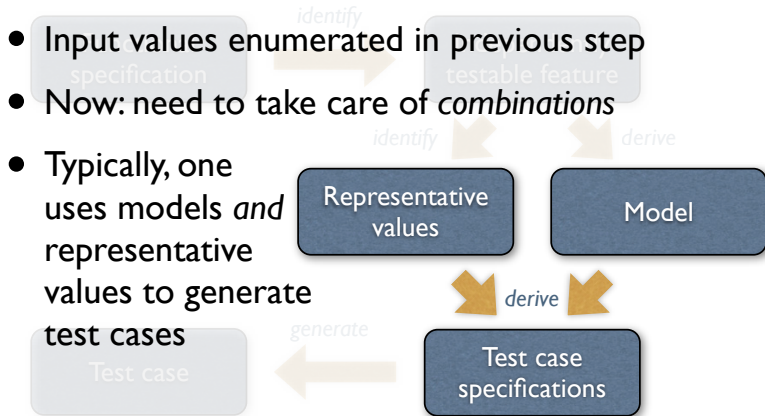 identify
• Input values enumerated in previous step
specification
testable feature
• Now: need to take care of combinations
identify
derive
• Typically, one
uses models and
representative
values to generate
test cases
Representative
values
Model
derive
generate
Test case
Test case
specifications